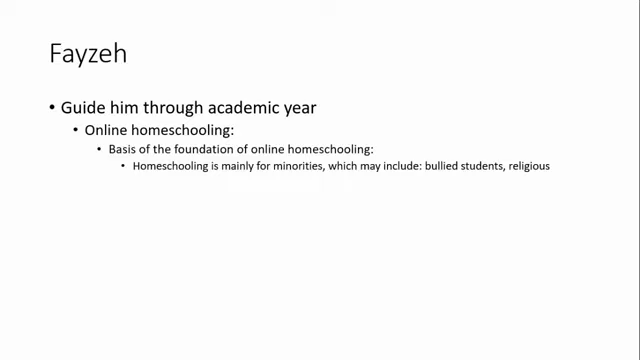 Fayzeh
• Guide him through academic year
• Online homeschooling:
• Basis of the foundation of online homeschooling:
• Homeschooling is mainly for minorities, which may include: bullied students, religious